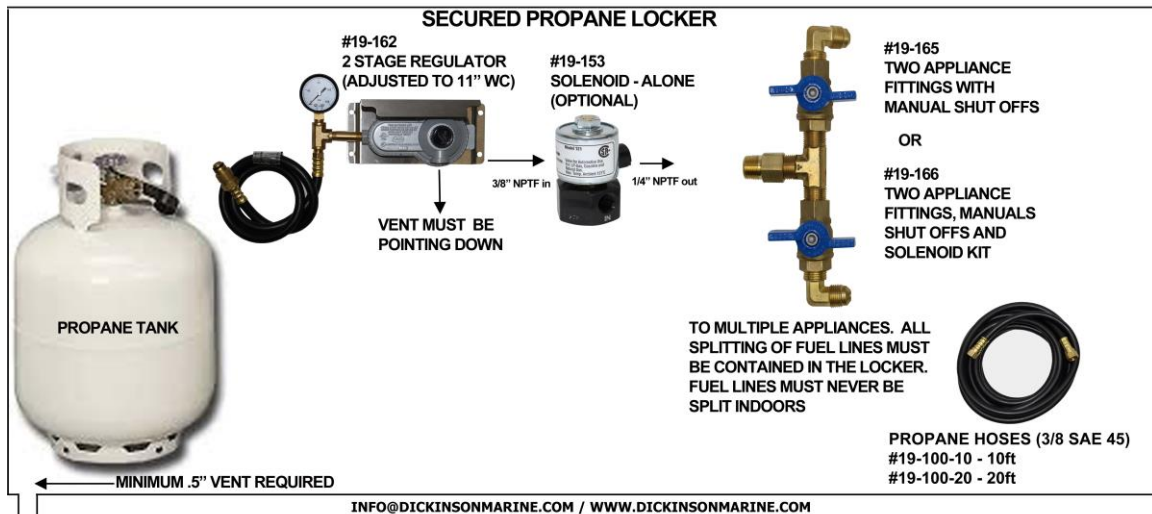 SECURED PROPANE LOCKER
#19-162
2 STAGE REGULATOR
(ADJUSTED TO 11" WC)
#19-153
SOLENOID - ALONE
(OPTIONAL)
3/8" NPTF in
1/4" NPTF out
VENT MUST BE
POINTING DOWN
#19-165
TWO APPLIANCE
FITTINGS WITH
MANUAL SHUT OFFS
OR
#19-166
TWO APPLIANCE
FITTINGS, MANUALS
SHUT OFFS AND
SOLENOID KIT
PROPANE TANK
TO MULTIPLE APPLIANCES. ALL
SPLITTING OF FUEL LINES MUST
BE CONTAINED IN THE LOCKER.
FUEL LINES MUST NEVER BE
SPLIT INDOORS
PROPANE HOSES (3/8 SAE 45)
#19-100-10 - 10ft
#19-100-20 - 20ft
MINIMUM .5" VENT REQUIRED
INFO@DICKINSONMARINE.COM / WWW.DICKINSONMARINE.COM